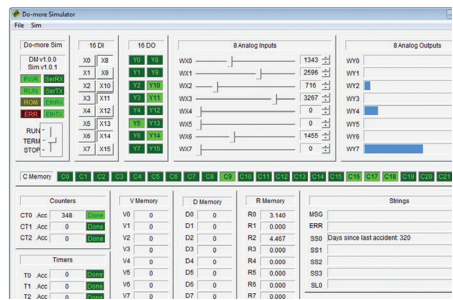 Do-more Simulator
File Sim
Do-more Sim
16 DI
16 DO
8 Analog Inputs
8 Analog Outputs
DM v1.0.0
Sim v1.0.1
PWR SerRx
RUN SerTx
ROM EthRx
ERR EthTx
RUN -
TERM -
STOP -
X0 X8
X1 X9
X2 X10
X3 X11
X4 X12
X5 X13
X6 X14
X7 X15
Y0 Y8
Y1 Y9
Y2 Y10
Y3 Y11
Y4 Y12
Y5 Y13
Y6 Y14
Y7 Y15
WX0 1343
WX1 2596
WX2 716
WX3 3267
WX4 0
WX5 0
WX6 1455
WX7 0
WY0
WY1
WY2
WY3
WY4
WY5
WY6
WY7
C Memory C0 C1 C2 C3 C4 C5 C6 C7 C8 C9 C10 C11 C12 C13 C14 C15 C16 C17 C18 C19 C20 C21
Counters
CT0 .Acc 348 Done
CT1 .Acc 0 Done
CT2 .Acc 0 Done
Timers
T0 .Acc 0 Done
T1 .Acc 0 Done
T2 .Acc 0 Done
V Memory
V0 0
V1 0
V2 0
V3 0
V4 0
V5 0
V6 0
V7 0
D Memory
D0 0
D1 0
D2 0
D3 0
D4 0
D5 0
D6 0
D7 0
R Memory
R0 3.140
R1 0.000
R2 4.467
R3 0.000
R4 0.000
R5 0.000
R6 0.000
R7 0.000
Strings
MSG
ERR
SS0 Days since last accident: 320
SS1
SS2
SS3
SL0